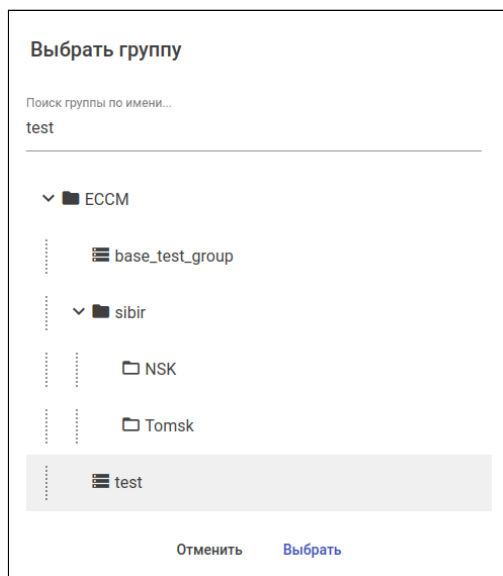 Выбрать группу
Поиск группы по имени...
test
ECCM
base_test_group
sibir
NSK
Tomsk
test
Отменить Выбрать